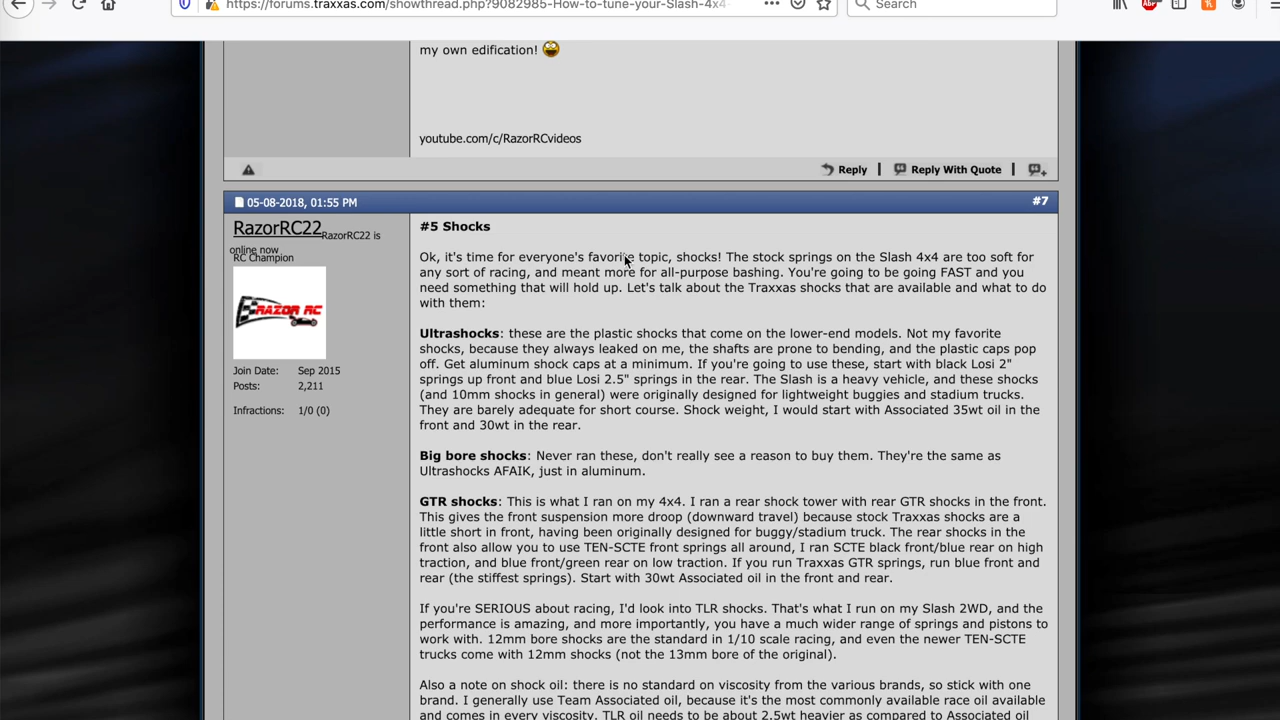 https://forums.traxxas.com/showthread.php?9082985-How-to-tune-your-Slash-4x4-
Search
my own edification!
youtube.com/c/RazorRCvideos
Reply | Reply With Quote |
05-08-2018, 01:55 PM #7
RazorRC22 RazorRC22 is
online now
RC Champion
RAZOR RC
Join Date: Sep 2015
Posts: 2,211
Infractions: 1/0 (0)
#5 Shocks
Ok, it's time for everyone's favorite topic, shocks! The stock springs on the Slash 4x4 are too soft for
any sort of racing, and meant more for all-purpose bashing. You're going to be going FAST and you
need something that will hold up. Let's talk about the Traxxas shocks that are available and what to do
with them:
Ultrashocks: these are the plastic shocks that come on the lower-end models. Not my favorite
shocks, because they always leaked on me, the shafts are prone to bending, and the plastic caps pop
off. Get aluminum shock caps at a minimum. If you're going to use these, start with black Losi 2"
springs up front and blue Losi 2.5" springs in the rear. The Slash is a heavy vehicle, and these shocks
(and 10mm shocks in general) were originally designed for lightweight buggies and stadium trucks.
They are barely adequate for short course. Shock weight, I would start with Associated 35wt oil in the
front and 30wt in the rear.
Big bore shocks: Never ran these, don't really see a reason to buy them. They're the same as
Ultrashocks AFAIK, just in aluminum.
GTR shocks: This is what I ran on my 4x4. I ran a rear shock tower with rear GTR shocks in the front.
This gives the front suspension more droop (downward travel) because stock Traxxas shocks are a
little short in front, having been originally designed for buggy/stadium truck. The rear shocks in the
front also allow you to use TEN-SCTE front springs all around, I ran SCTE black front/blue rear on high
traction, and blue front/green rear on low traction. If you run Traxxas GTR springs, run blue front and
rear (the stiffest springs). Start with 30wt Associated oil in the front and rear.
If you're SERIOUS about racing, I'd look into TLR shocks. That's what I run on my Slash 2WD, and the
performance is amazing, and more importantly, you have a much wider range of springs and pistons to
work with. 12mm bore shocks are the standard in 1/10 scale racing, and even the newer TEN-SCTE
trucks come with 12mm shocks (not the 13mm bore of the original).
Also a note on shock oil: there is no standard on viscosity from the various brands, so stick with one
brand. I generally use Team Associated oil, because it's the most commonly available race oil available
and comes in every viscosity. TLR oil needs to be about 2.5wt heavier as compared to Associated oil